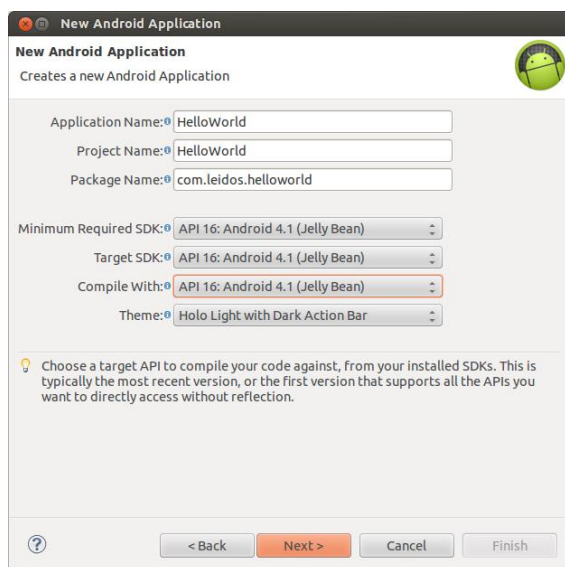 New Android Application
New Android Application
Creates a new Android Application
Application Name: HelloWorld
Project Name: HelloWorld
Package Name: com.leidos.helloworld
Minimum Required SDK: API 16: Android 4.1 (Jelly Bean)
Target SDK: API 16: Android 4.1 (Jelly Bean)
Compile With: API 16: Android 4.1 (Jelly Bean)
Theme: Holo Light with Dark Action Bar
Choose a target API to compile your code against, from your installed SDKs. This is
typically the most recent version, or the first version that supports all the APIs you
want to directly access without reflection.
? < Back Next > Cancel Finish